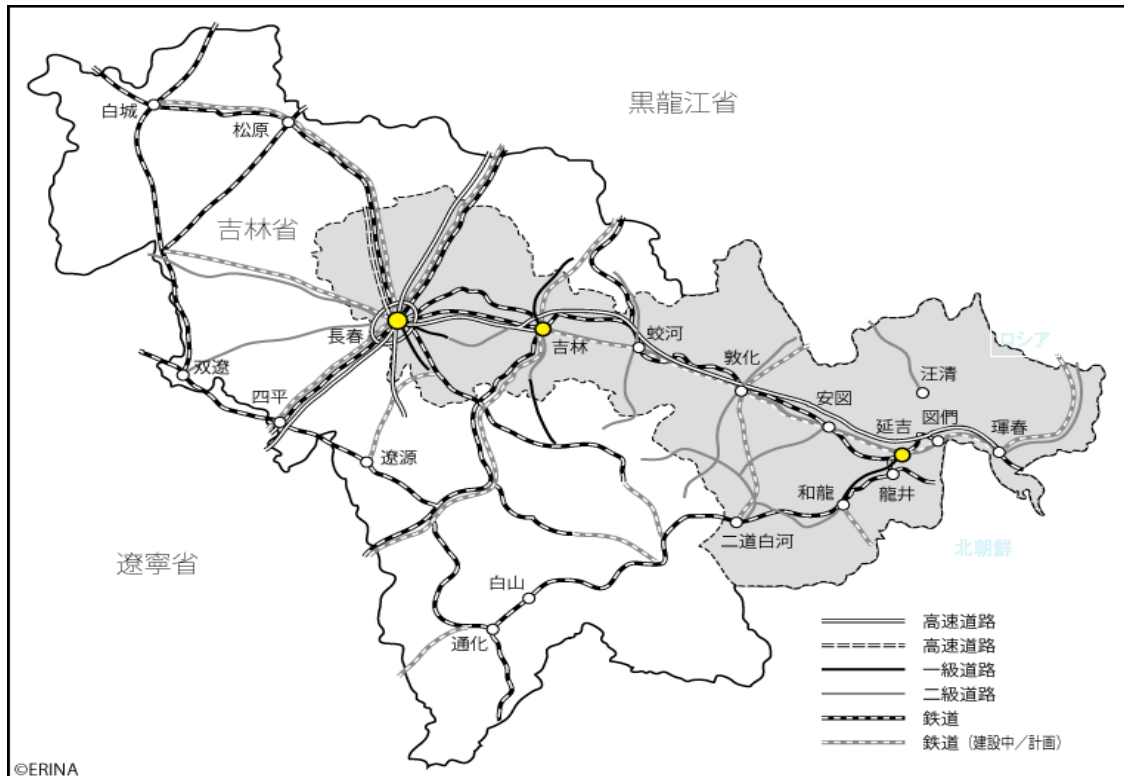 黒龍江省
白城
松原
吉林省
長春
吉林
蛟河
敦化
ロシア
汪清
双遼
四平
安図
延吉
図們
琿春
遼源
和龍
龍井
二道白河
北朝鮮
遼寧省
白山
通化
高速道路
高速道路
一級道路
二級道路
鉄道
鉄道（建設中／計画）
©ERINA